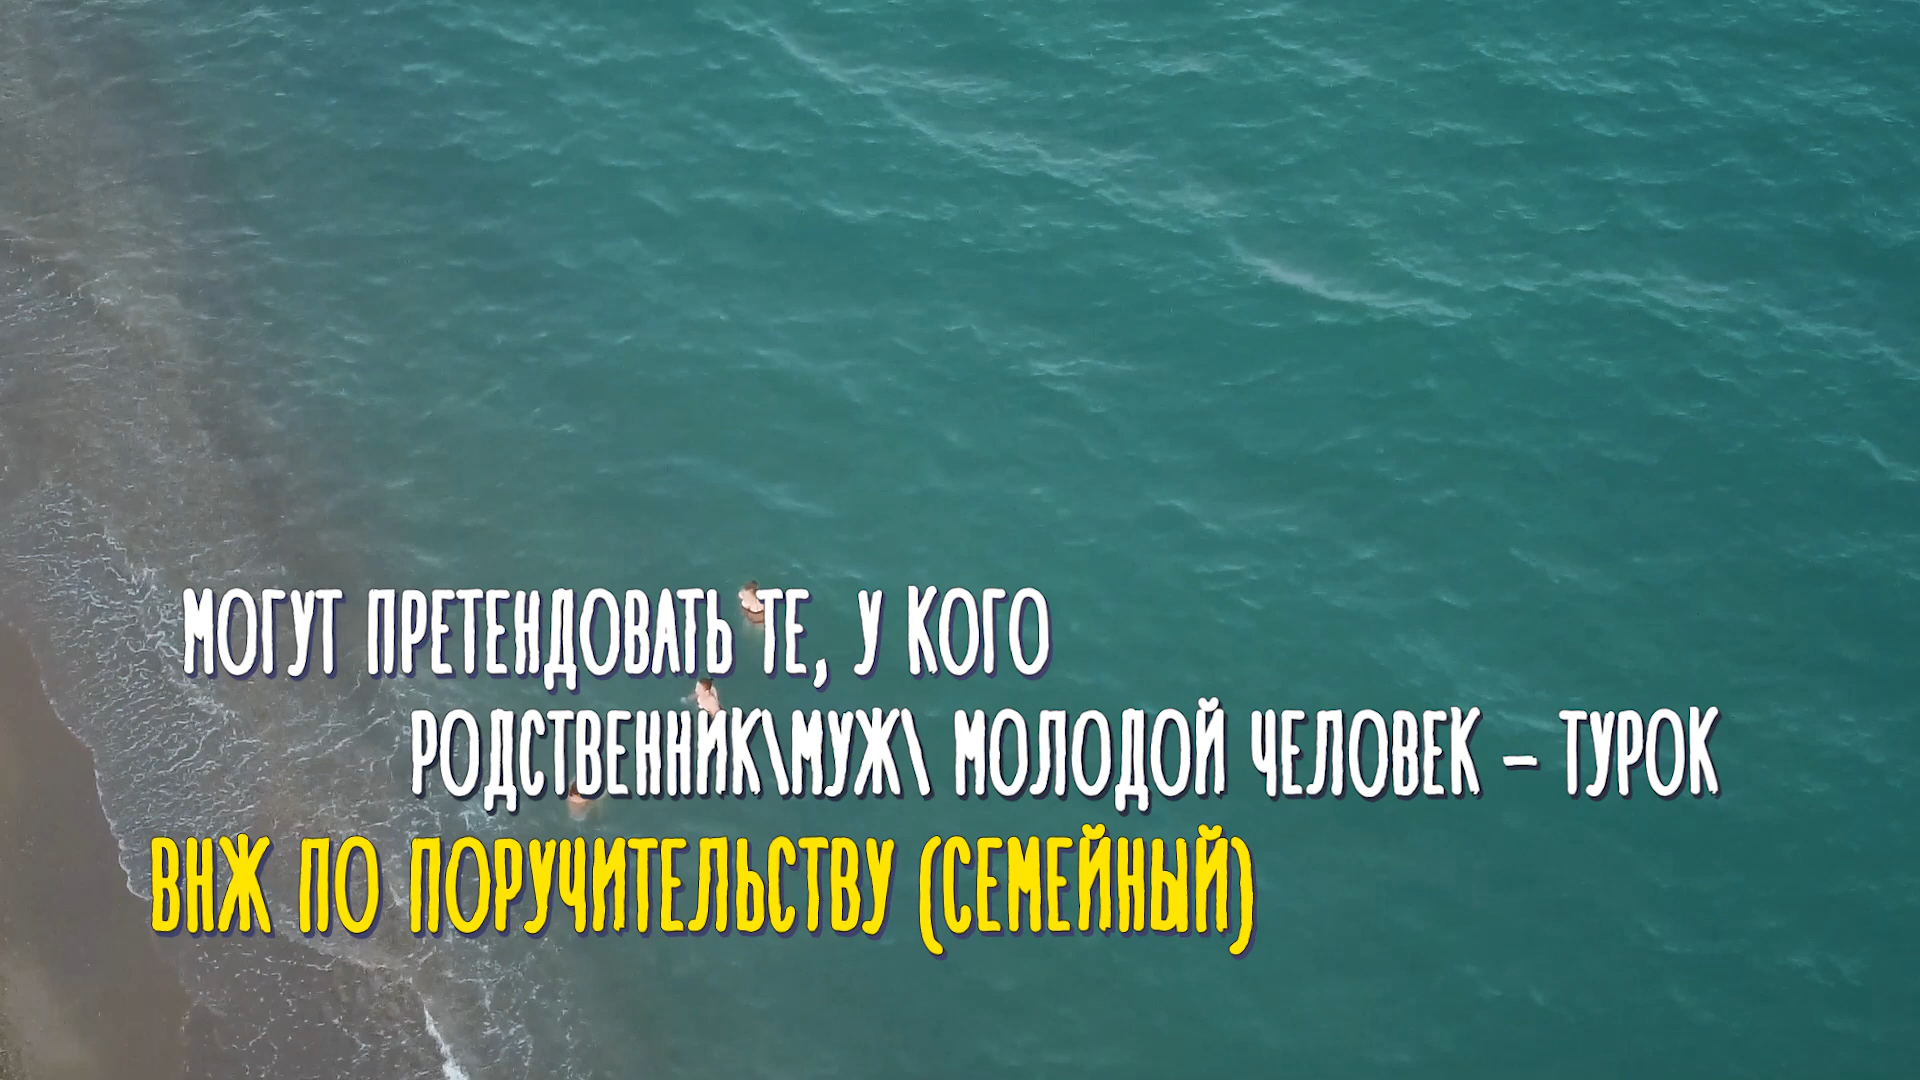 МОГУТ ПРЕТЕНДОВАТЬ ТЕ, У КОГО
РОДСТВЕННИК\МУЖ\ МОЛОДОЙ ЧЕЛОВЕК – ТУРОК
ВНЖ ПО ПОРУЧИТЕЛЬСТВУ (СЕМЕЙНЫЙ)